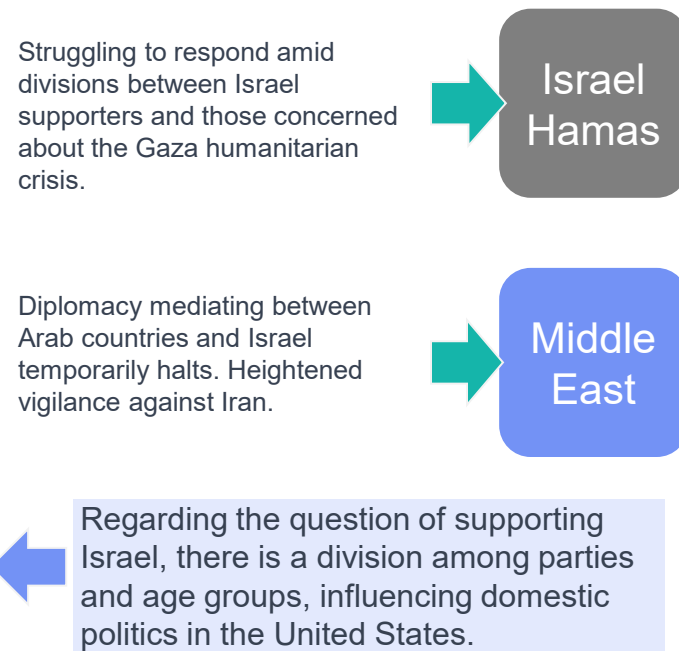 Struggling to respond amid
divisions between Israel
supporters and those concerned
about the Gaza humanitarian
crisis.
Israel
Hamas
Diplomacy mediating between
Arab countries and Israel
temporarily halts. Heightened
vigilance against Iran.
Middle
East
Regarding the question of supporting
Israel, there is a division among parties
and age groups, influencing domestic
politics in the United States.